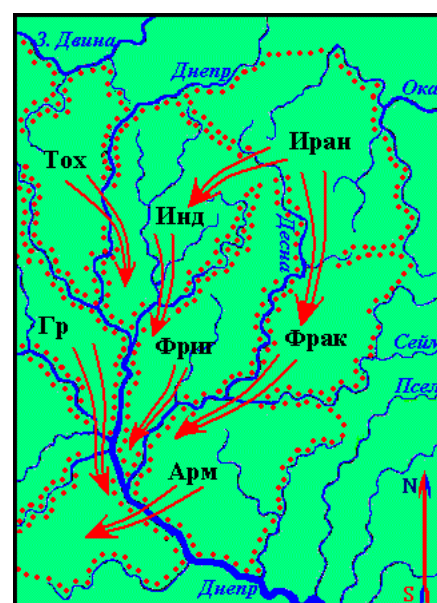 З. Двина
Днепр
Ока
Иран
Тох
Инд
Десна
Гр
Фриг
Фрак
Сейм
Псел
Арм
N
S
Днепр